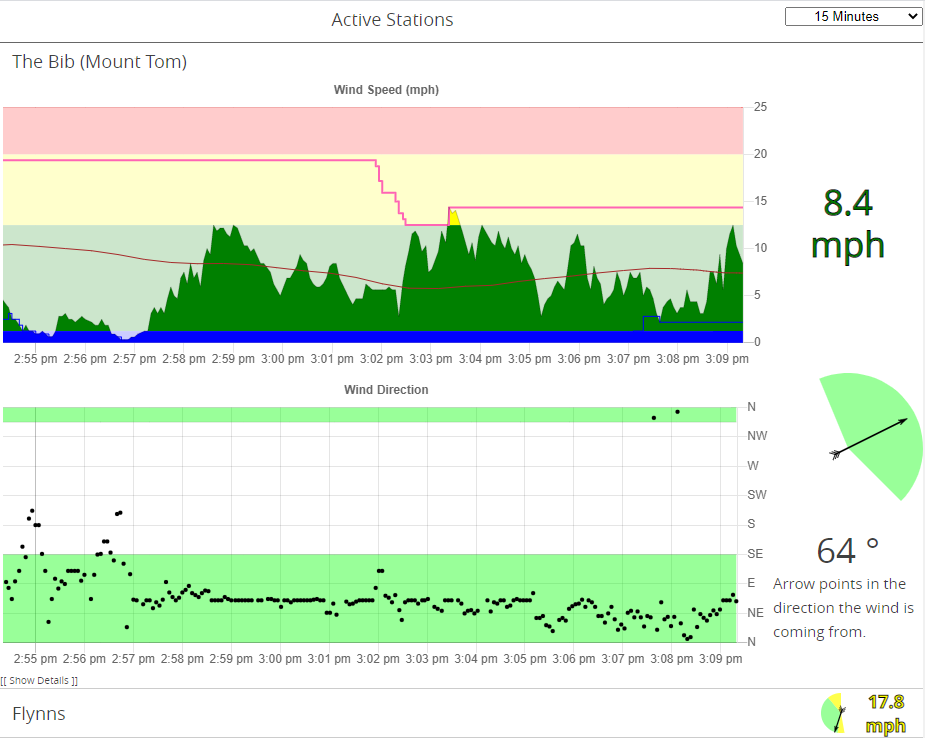 Active Stations
15 Minutes
The Bib (Mount Tom)
Wind Speed (mph)
25
20
15
10
5
0
2:55 pm 2:56 pm 2:57 pm 2:58 pm 2:59 pm 3:00 pm 3:01 pm 3:02 pm 3:03 pm 3:04 pm 3:05 pm 3:06 pm 3:07 pm 3:08 pm 3:09 pm
8.4
mph
Wind Direction
N
NW
W
SW
S
SE
E
NE
N
2:55 pm 2:56 pm 2:57 pm 2:58 pm 2:59 pm 3:00 pm 3:01 pm 3:02 pm 3:03 pm 3:04 pm 3:05 pm 3:06 pm 3:07 pm 3:08 pm 3:09 pm
64 °
Arrow points in the
direction the wind is
coming from.
[[ Show Details ]]
Flynns
17.8
mph